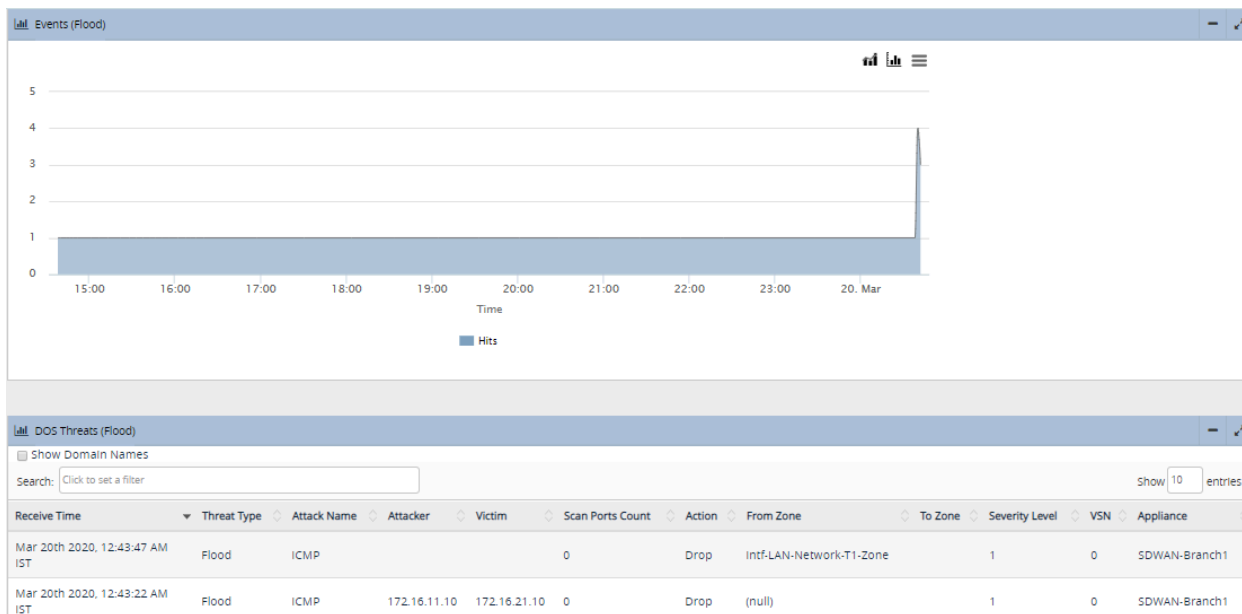 Events (Flood)
5
4
3
2
1
0
15:00 16:00 17:00 18:00 19:00 20:00 21:00 22:00 23:00 20. Mar
Time
Hits
DOS Threats (Flood)
Show Domain Names
Search: Click to set a filter Show 10 entries
Receive Time Threat Type Attack Name Attacker Victim Scan Ports Count Action From Zone To Zone Severity Level VSN Appliance
Mar 20th 2020, 12:43:47 AM
IST Flood ICMP 0 Drop Intf-LAN-Network-T1-Zone 1 0 SDWAN-Branch1
Mar 20th 2020, 12:43:22 AM
IST Flood ICMP 172.16.11.10 172.16.21.10 0 Drop (null) 1 0 SDWAN-Branch1